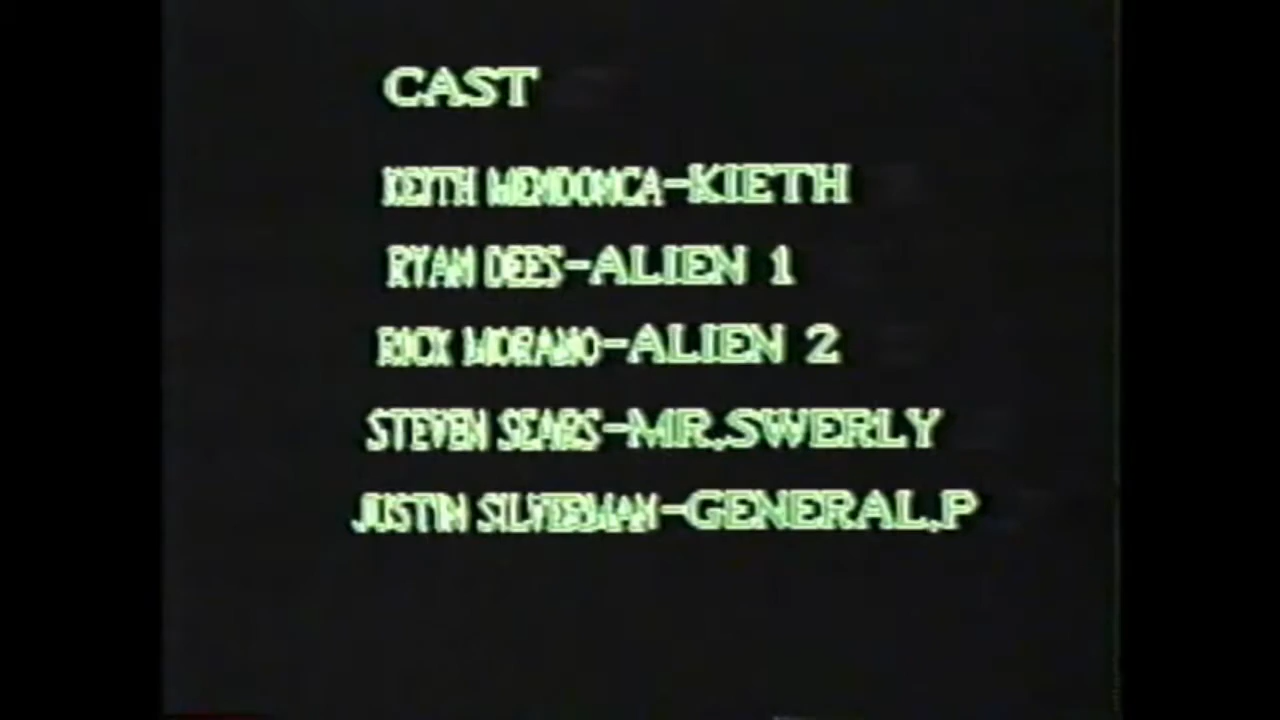 CAST
KEITH MENDONCA-KIETH
RYAN DEES-ALIEN 1
RICK MORANO-ALIEN 2
STEVEN SEARS-MR.SWERLY
JUSTIN SILVERMAN-GENERAL.P